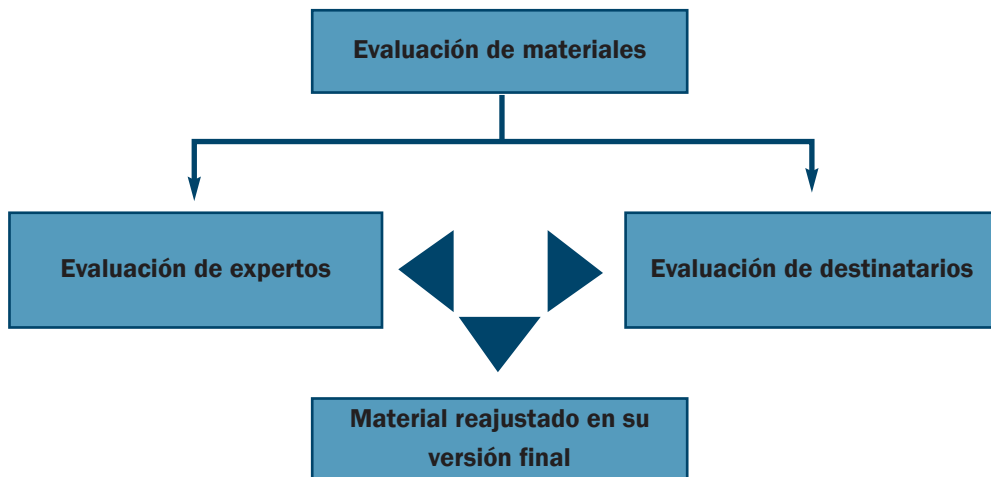 Evaluación de materiales
Evaluación de expertos
Evaluación de destinatarios
Material reajustado en su
versión final